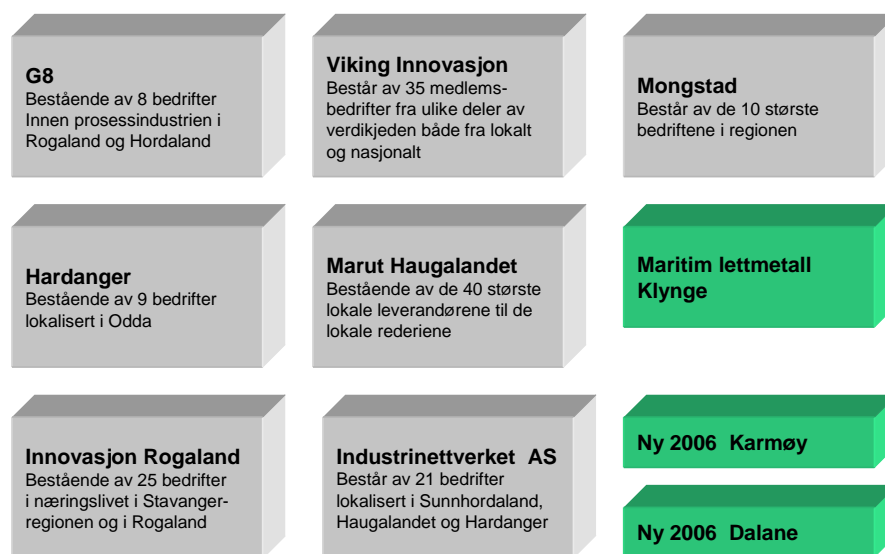 G8
Bestående av 8 bedrifter
Innen prosessindustrien i
Rogaland og Hordaland
Viking Innovasjon
Består av 35 medlems-
bedrifter fra ulike deler av
verdikjeden både fra lokalt
og nasjonalt
Mongstad
Består av de 10 største
bedriftene i regionen
Hardanger
Bestående av 9 bedrifter
lokalisert i Odda
Marut Haugalandet
Bestående av de 40 største
lokale leverandørene til de
lokale rederiene
Maritim lettmetall
Klynge
Innovasjon Rogaland
Bestående av 25 bedrifter
i næringslivet i Stavanger-
regionen og i Rogaland
Industrinettverket AS
Består av 21 bedrifter
lokalisert i Sunnhordaland,
Haugalandet og Hardanger
Ny 2006 Karmøy
Ny 2006 Dalane